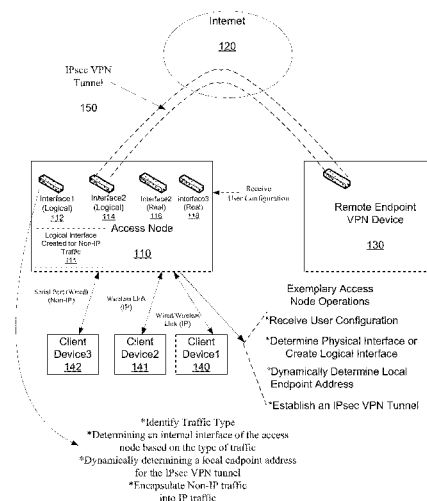 Internet
120
IPsec VPN
Tunnel
150
Interface1
(Logical)
112
Interface2
(Logical)
114
Interface2
(Real)
116
interface3
(Real)
118
Receive
User Configuration
Access Node
110
Logical Interface
Created for Non-IP
Traffic
111
Remote Endpoint
VPN Device
130
Serial Port (Wired)
(Non-IP)
Wireless Link
(IP)
Wired/Wireless
Link (IP)
Client
Device3
142
Client
Device2
141
Client
Device1
140
Exemplary Access
Node Operations
*Receive User Configuration
*Determine Physical Interface or
Create Logical Interface
*Dynamically Determine Local
Endpoint Address
*Establish an IPsec VPN Tunnel
*Identify Traffic Type
*Determining an internal interface of the access
node based on the type of traffic
*Dynamically determining a local endpoint address
for the IPsec VPN tunnel
*Encapsulate Non-IP traffic
into IP traffic